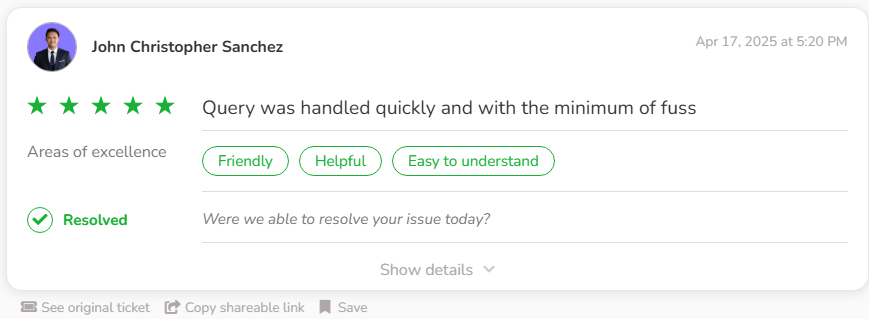 John Christopher Sanchez
Apr 17, 2025 at 5:20 PM
Query was handled quickly and with the minimum of fuss
Areas of excellence
Friendly
Helpful
Easy to understand
Resolved
Were we able to resolve your issue today?
Show details
See original ticket
Copy shareable link
Save